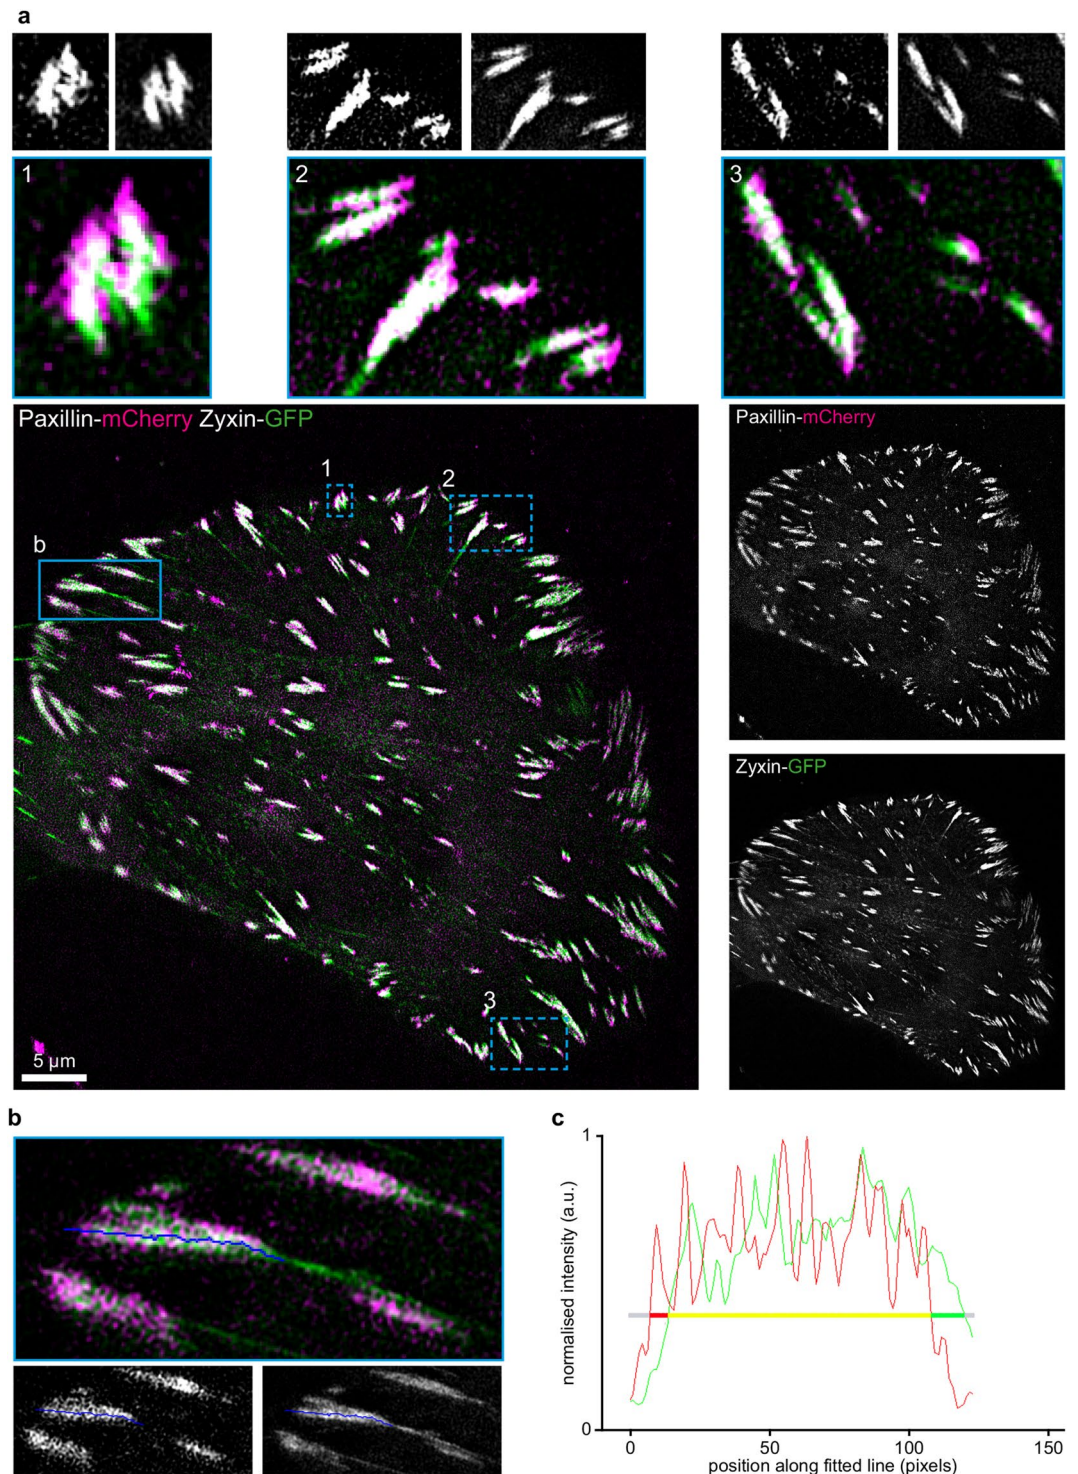 a
1
2
3
Paxillin-mCherry Zyxin-GFP
1
2
b
3
5 µm
Paxillin-mCherry
Zyxin-GFP
b
c
1
normalised intensity (a.u.)
0
0 50 100 150
position along fitted line (pixels)